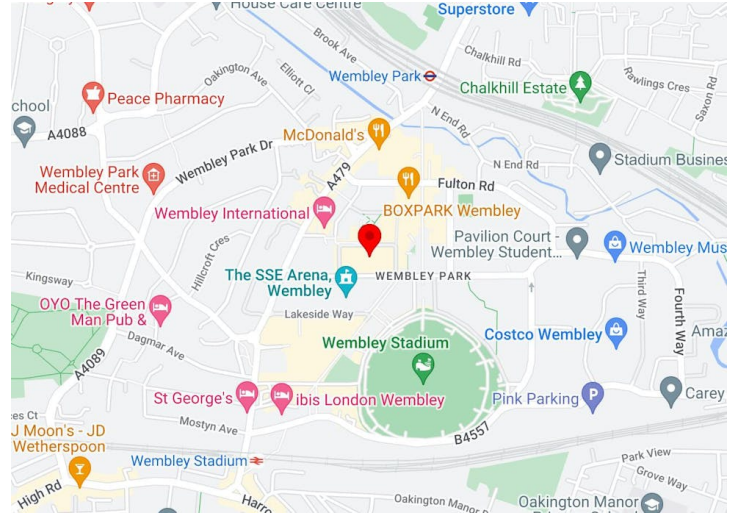 House Care Centre
Superstore
Brook Ave
Chalkhill Rd
Wembley Park
Elliott Cl
Oakington Ave
Chalkhill Estate
Rawlings Cres
Saxon Rd
Peace Pharmacy
chool
A4088
McDonald's
N End Rd
Wembley Park Dr
N End Rd
Stadium Busines
Wembley Park
Medical Centre
A479
Fulton Rd
BOXPARK Wembley
Wembley International
Pavilion Court -
Wembley Student...
Wembley Mus
Hillcroft Cres
Kingsway
The SSE Arena,
Wembley
WEMBLEY PARK
Third Way
Fourth Way
OYO The Green
Man Pub &
Lakeside Way
Dagmar Ave
Wembley Stadium
Costco Wembley
Amaz
A4089
St George's
ibis London Wembley
Pink Parking
P
Carey
ces Ct
Mostyn Ave
B4557
J Moon's - JD
Wetherspoon
Wembley Stadium
Park View
Grove Way
High Rd
Harro
Oakington Manor D
Oakington Manor